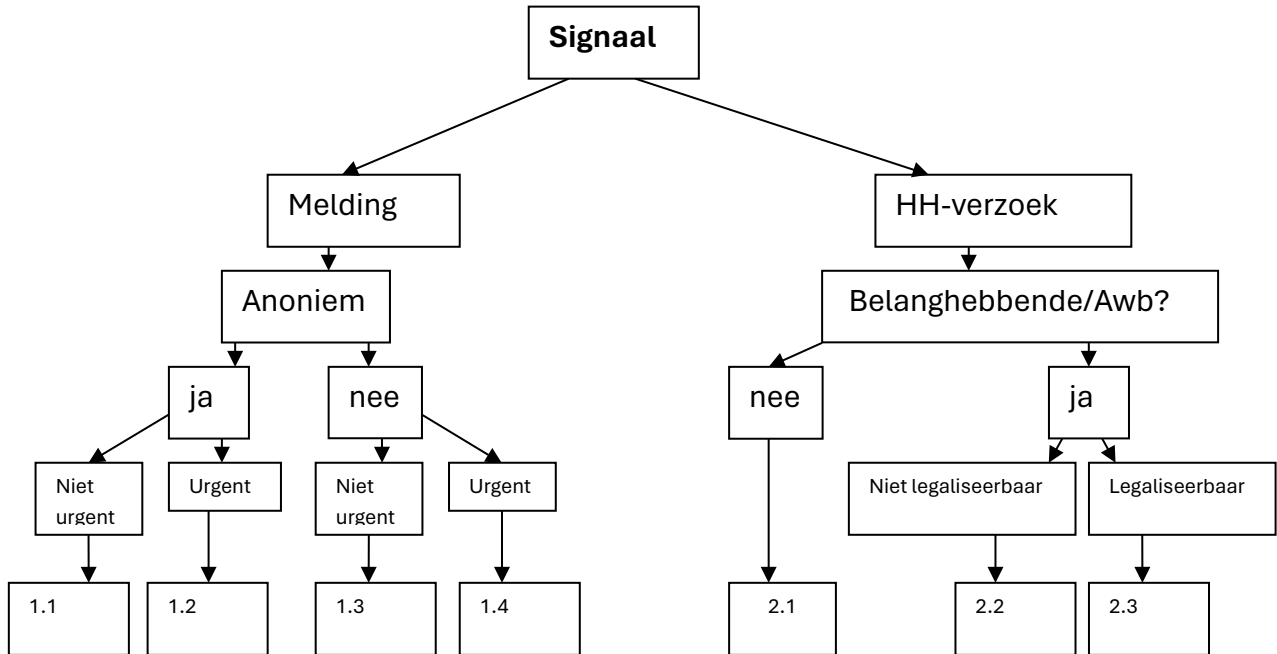 Signaal
Melding
HH-verzoek
Anoniem
Belanghebbende/Awb?
ja
nee
nee
ja
Niet
urgent
Urgent
Niet
urgent
Urgent
Niet legaliseerbaar
Legaliseerbaar
1.1
1.2
1.3
1.4
2.1
2.2
2.3